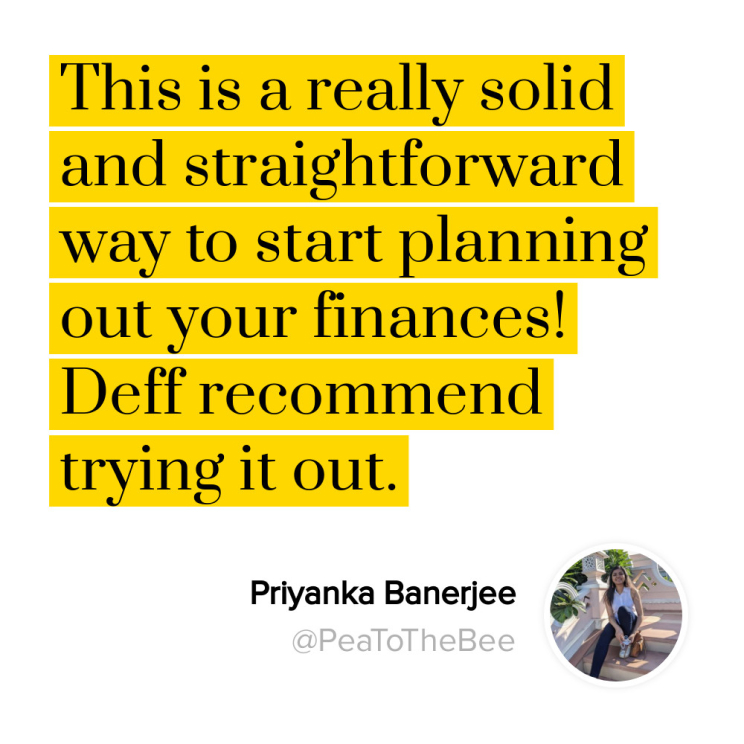 This is a really solid
and straightforward
way to start planning
out your finances!
Deff recommend
trying it out.
Priyanka Banerjee
@PeaToTheBee